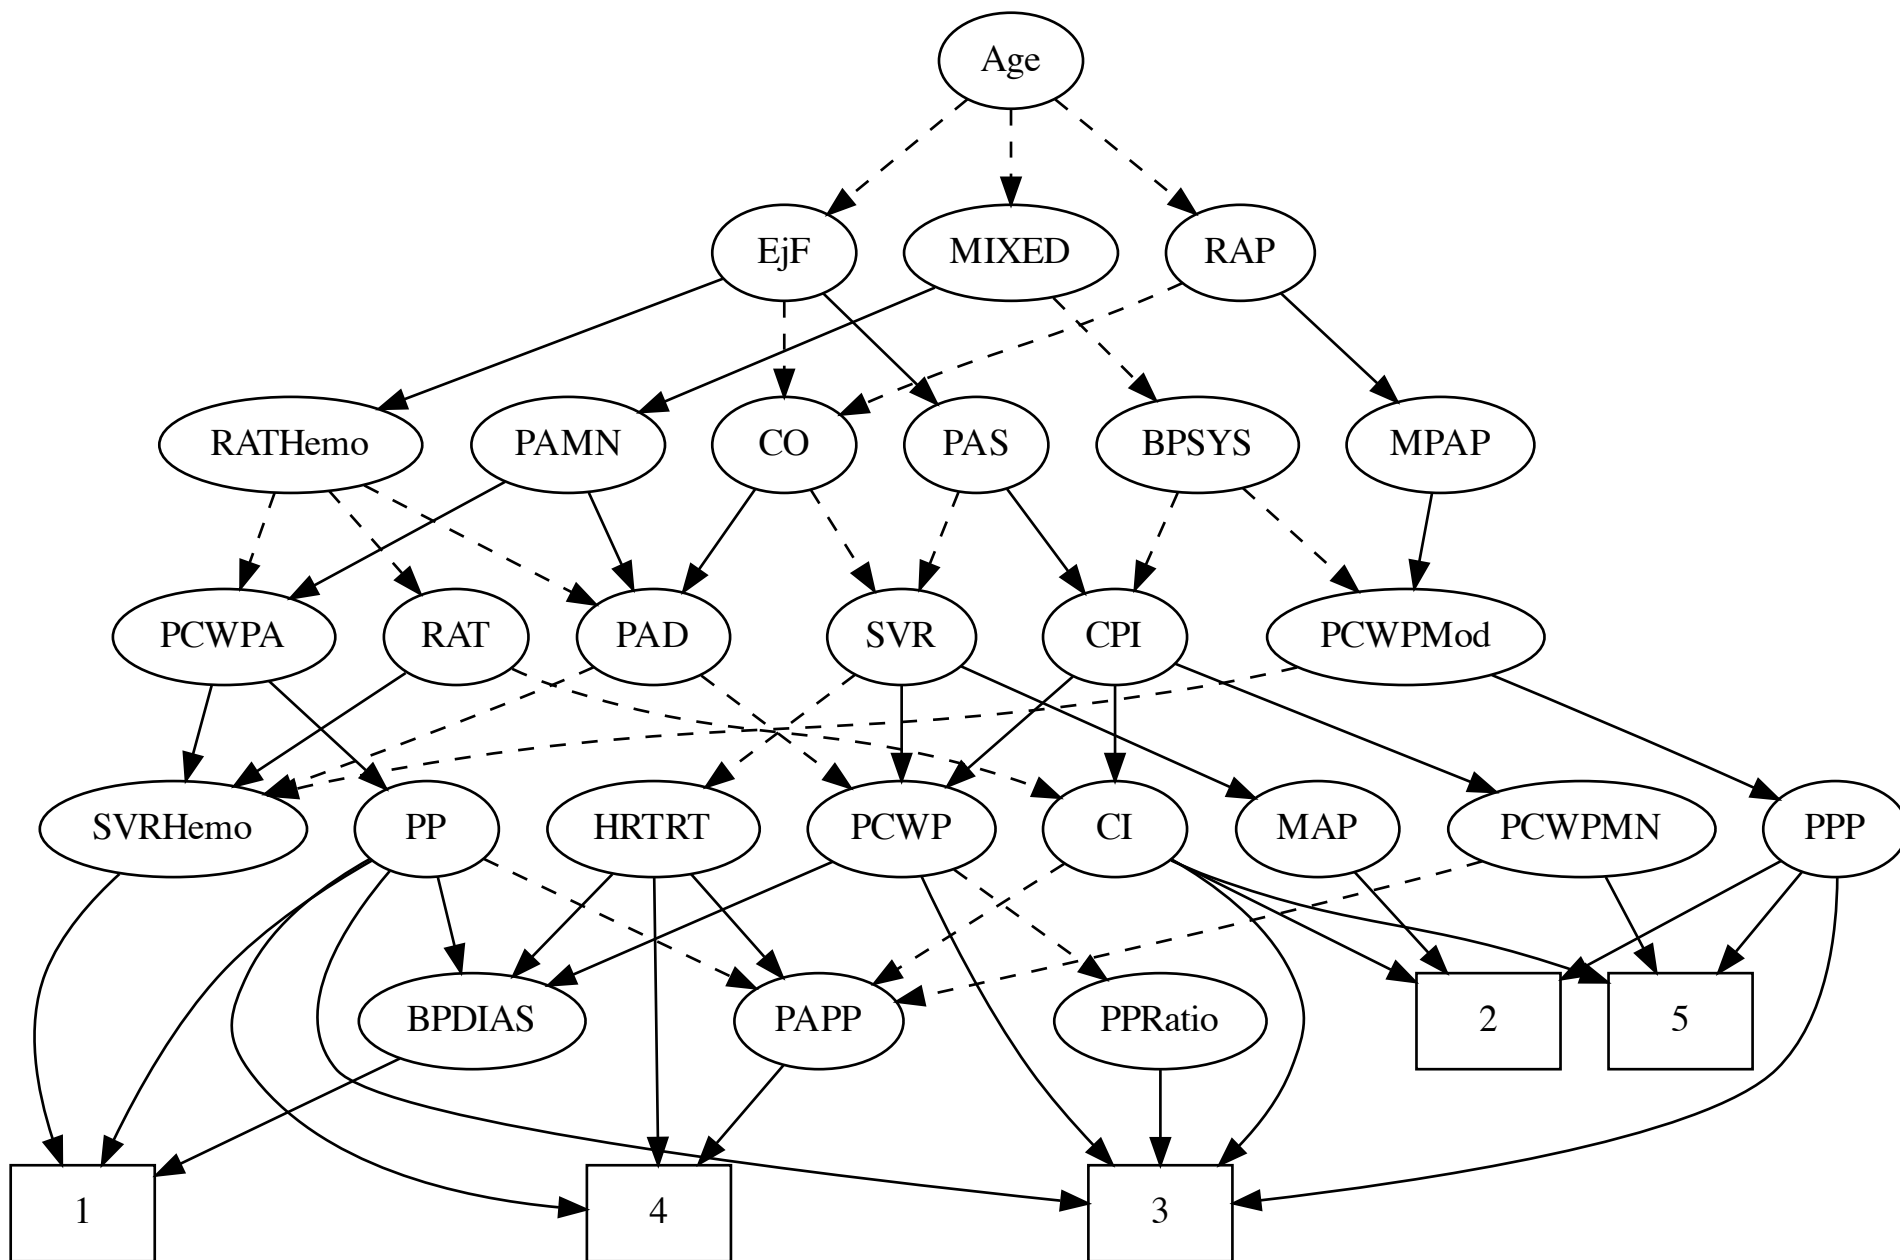 Age
EjF
MIXED
RAP
RATHemo
PAMN
CO
PAS
BPSYS
MPAP
PCWPA
RAT
PAD
SVR
CPI
PCWPMod
SVRHemo
PP
HRTRT
PCWP
CI
MAP
PCWPMN
PPP
BPDIAS
PAPP
PPRatio
2
5
1
4
3